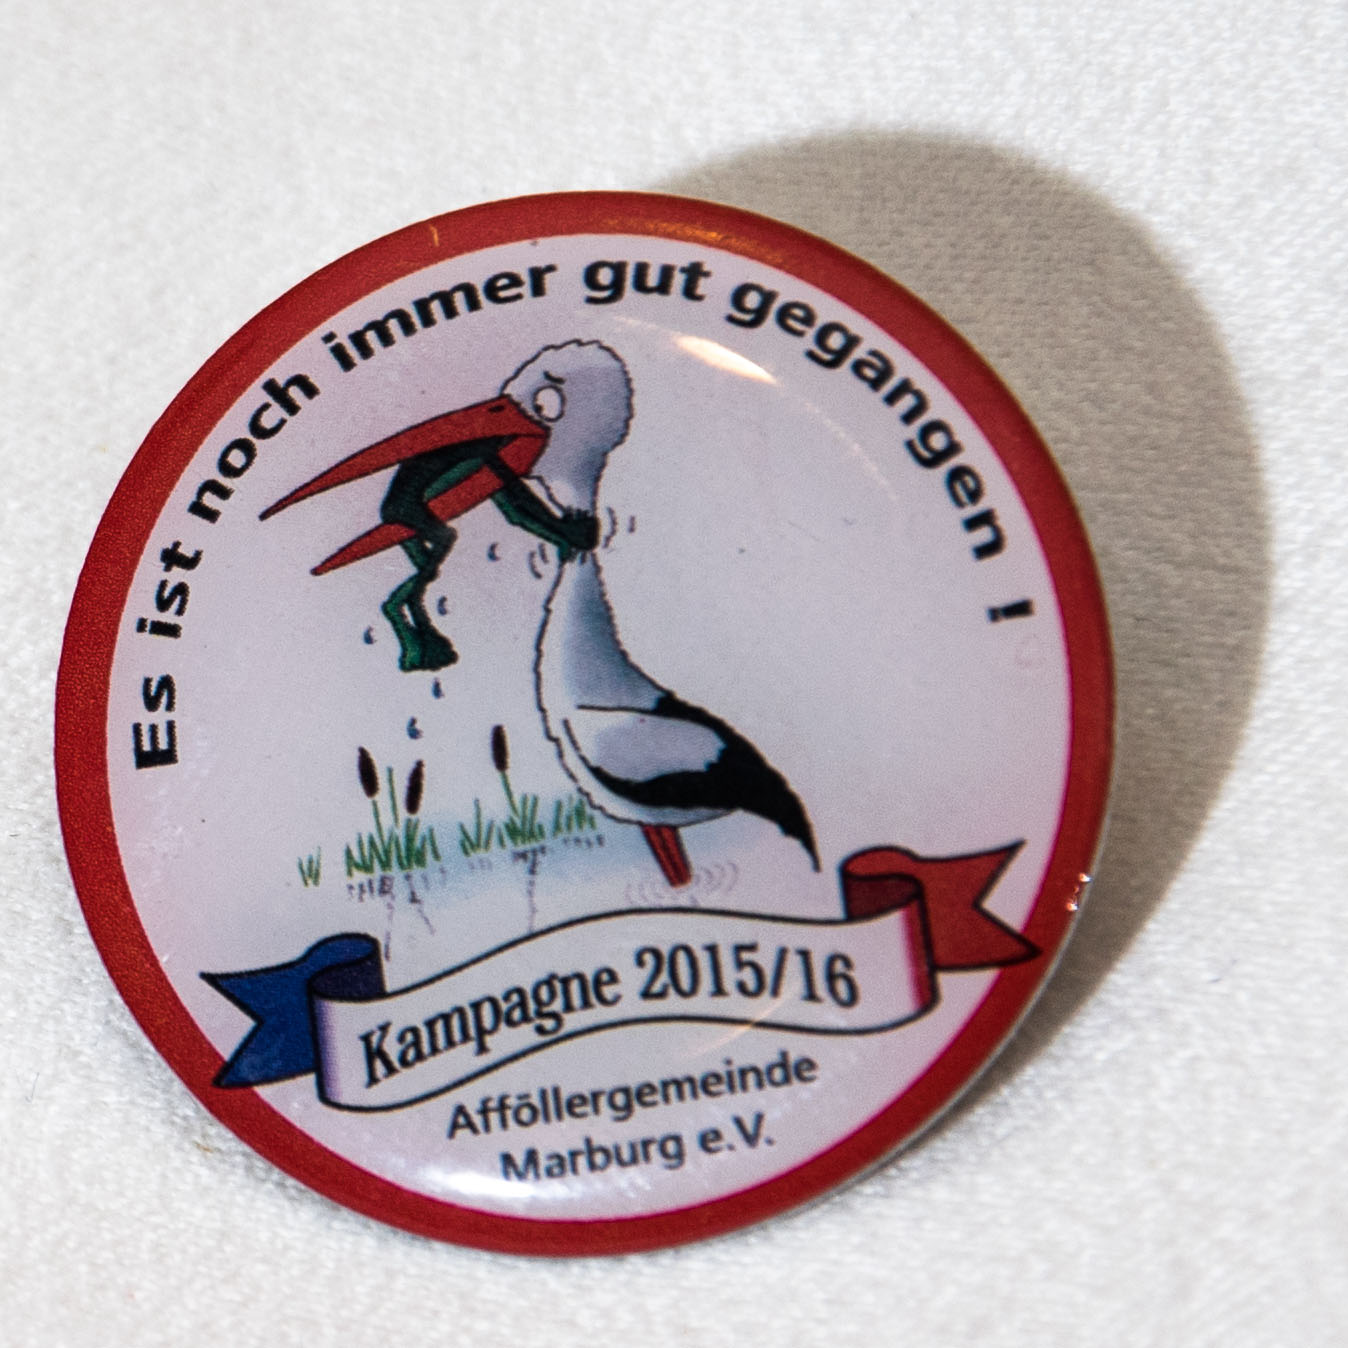 Es ist noch immer gut gegangen !
Kampagne 2015/16
Afföllergemeinde
Marburg e.V.